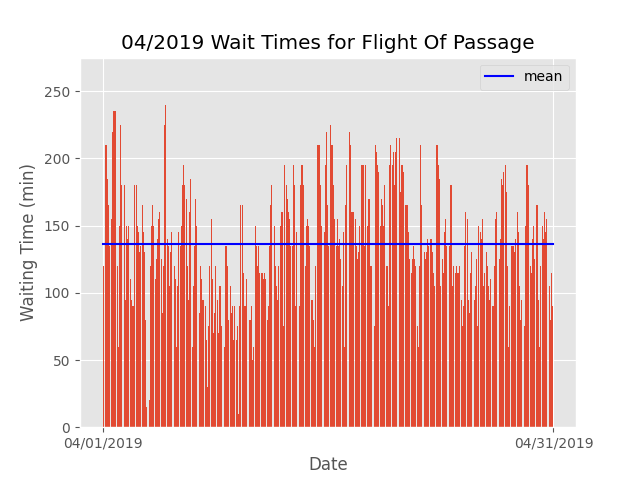 04/2019 Wait Times for Flight Of Passage
mean
250
200
150
100
50
0
Waiting Time (min)
04/01/2019
04/31/2019
Date